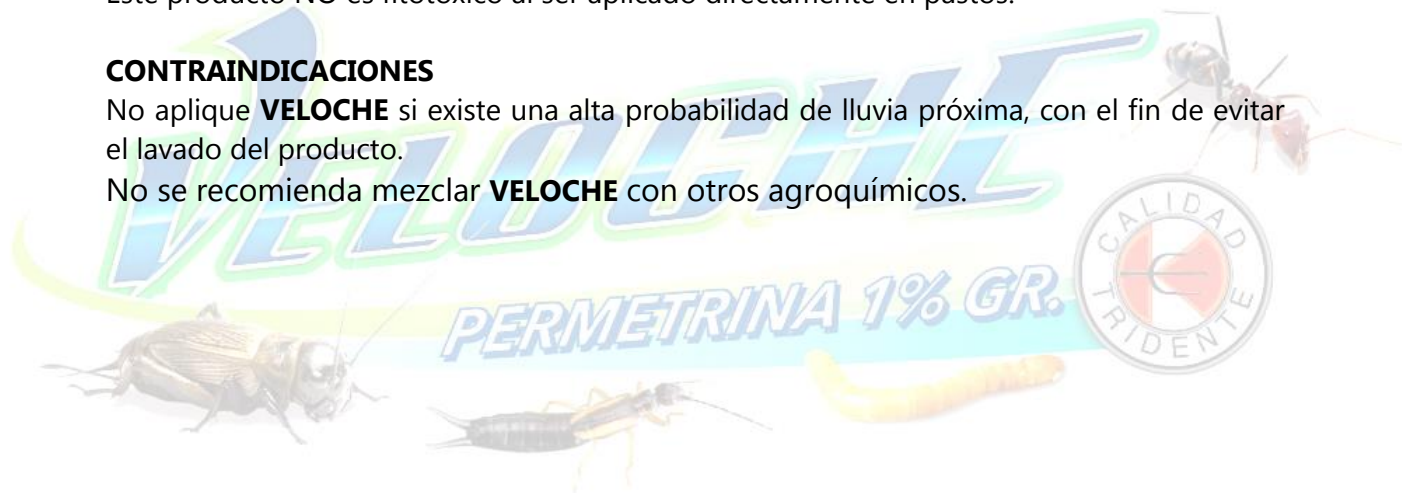 Este producto NO es fitotóxico al ser aplicado directamente en pastos.
CONTRAINDICACIONES
No aplique VELOCHE si existe una alta probabilidad de lluvia próxima, con el fin de evitar
el lavado del producto.
No se recomienda mezclar VELOCHE con otros agroquímicos.
VELOCHE
PERMETRINA 1% GR.
CALIDAD
TRIDENTE